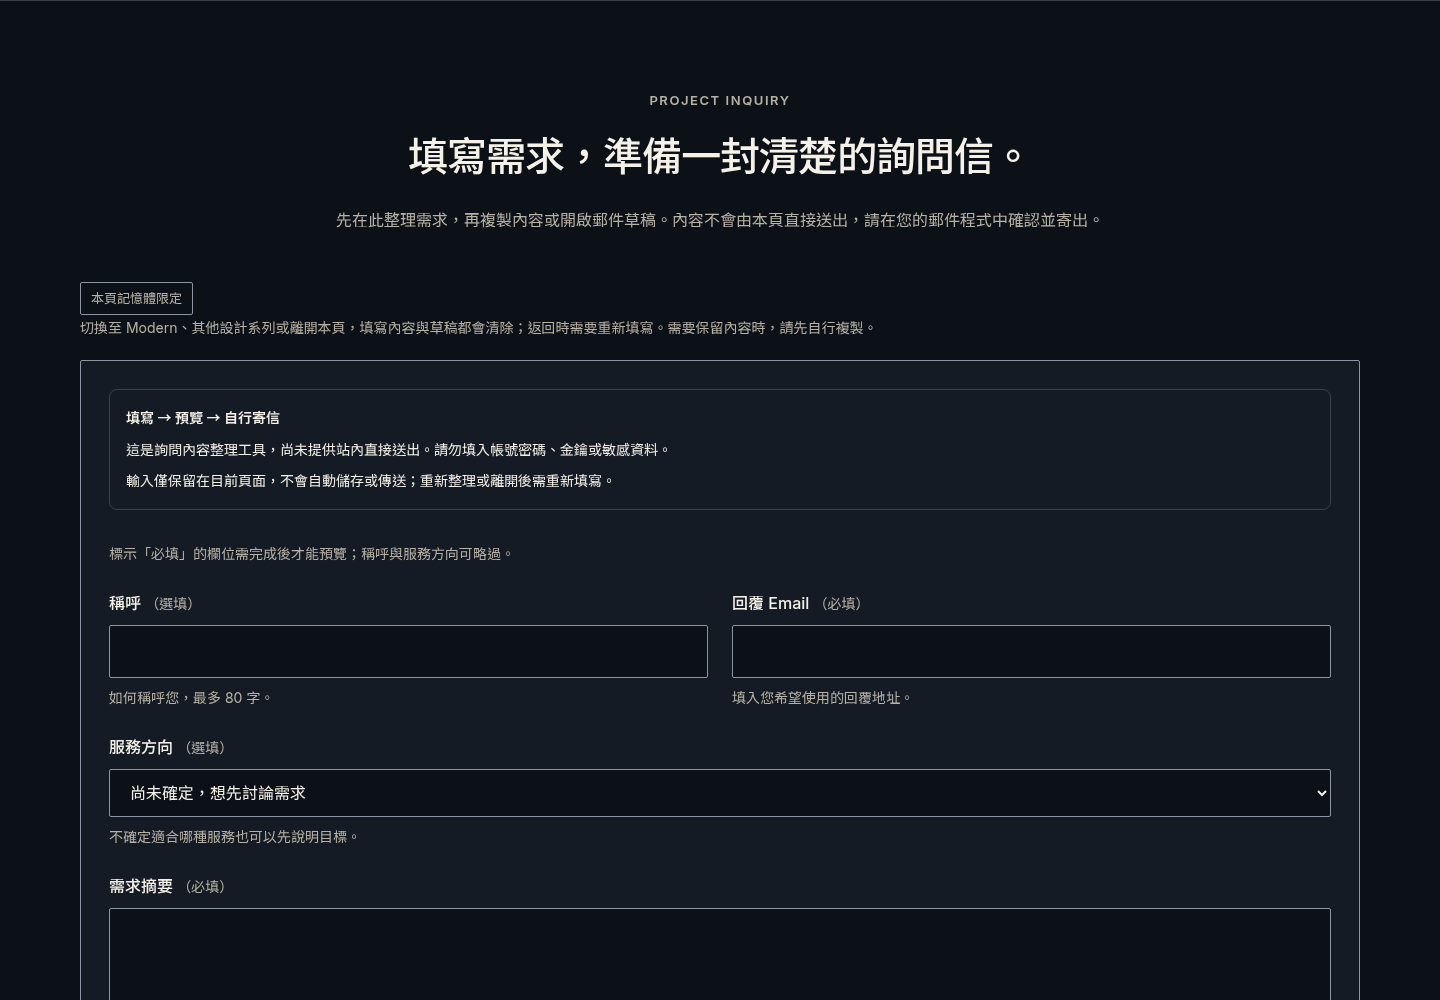 PROJECT INQUIRY
填寫需求，準備一封清楚的詢問信。
先在此整理需求，再複製內容或開啟郵件草稿。內容不會由本頁直接送出，請在您的郵件程式中確認並寄出。
本頁記憶體限定
切換至 Modern、其他設計系列或離開本頁，填寫內容與草稿都會清除；返回時需要重新填寫。需要保留內容時，請先自行複製。
填寫 → 預覽 → 自行寄信
這是詢問內容整理工具，尚未提供站內直接送出。請勿填入帳號密碼、金鑰或敏感資料。
輸入僅保留在目前頁面，不會自動儲存或傳送；重新整理或離開後需重新填寫。
標示「必填」的欄位需完成後才能預覽；稱呼與服務方向可略過。
稱呼 （選填）
回覆 Email （必填）
如何稱呼您，最多 80 字。
填入您希望使用的回覆地址。
服務方向 （選填）
尚未確定，想先討論需求
不確定適合哪種服務也可以先說明目標。
需求摘要 （必填）